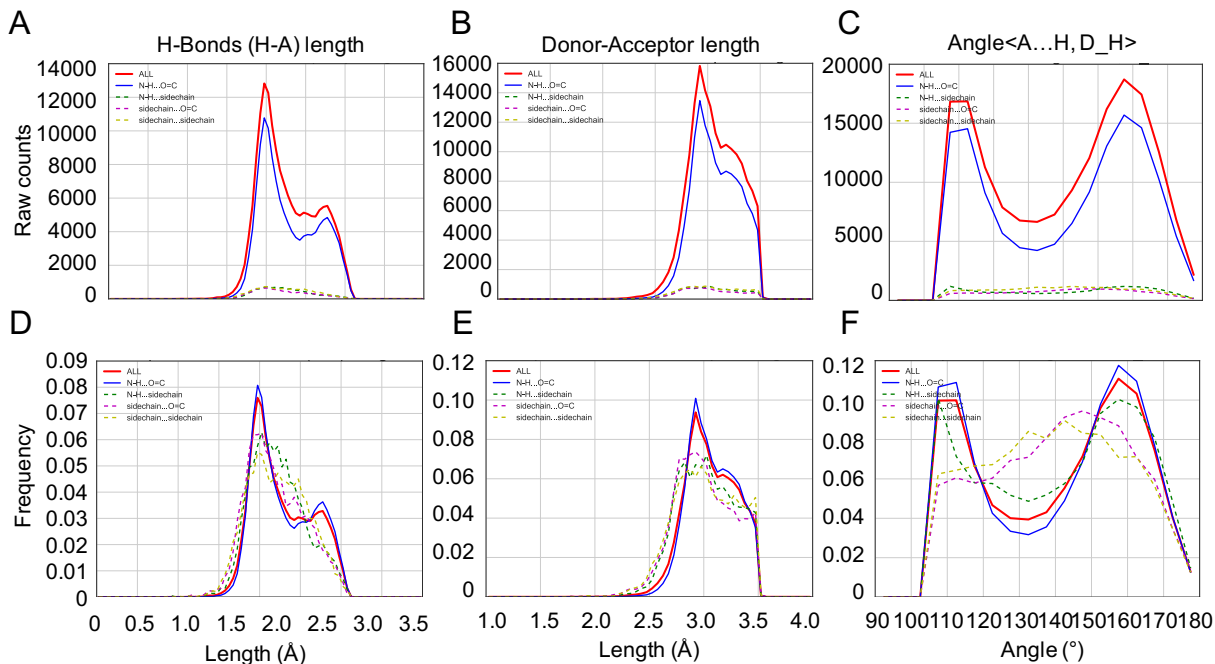 A
H-Bonds (H-A) length
14000
12000
10000
8000
6000
4000
2000
0
Raw counts
ALL
N-H...O=C
N-H...sidechain
sidechain...O=C
sidechain...sidechain
B
Donor-Acceptor length
16000
14000
12000
10000
8000
6000
4000
2000
0
ALL
N-H...O=C
N-H...sidechain
sidechain...O=C
sidechain...sidechain
C
Angle<A...H, D_H>
20000
15000
10000
5000
0
ALL
N-H...O=C
N-H...sidechain
sidechain...O=C
sidechain...sidechain
D
0.09
0.08
0.07
0.06
0.05
0.04
0.03
0.02
0.01
0
Frequency
ALL
N-H...O=C
N-H...sidechain
sidechain...O=C
sidechain...sidechain
0 0.5 1.0 1.5 2.0 2.5 3.0 3.5
Length (Å)
E
0.12
0.10
0.08
0.06
0.04
0.02
0
ALL
N-H...O=C
N-H...sidechain
sidechain...O=C
sidechain...sidechain
1.0 1.5 2.0 2.5 3.0 3.5 4.0
Length (Å)
F
0.12
0.10
0.08
0.06
0.04
0.02
0
ALL
N-H...O=C
N-H...sidechain
sidechain...O=C
sidechain...sidechain
90 100 110 120 130 140 150 160 170 180
Angle (°)